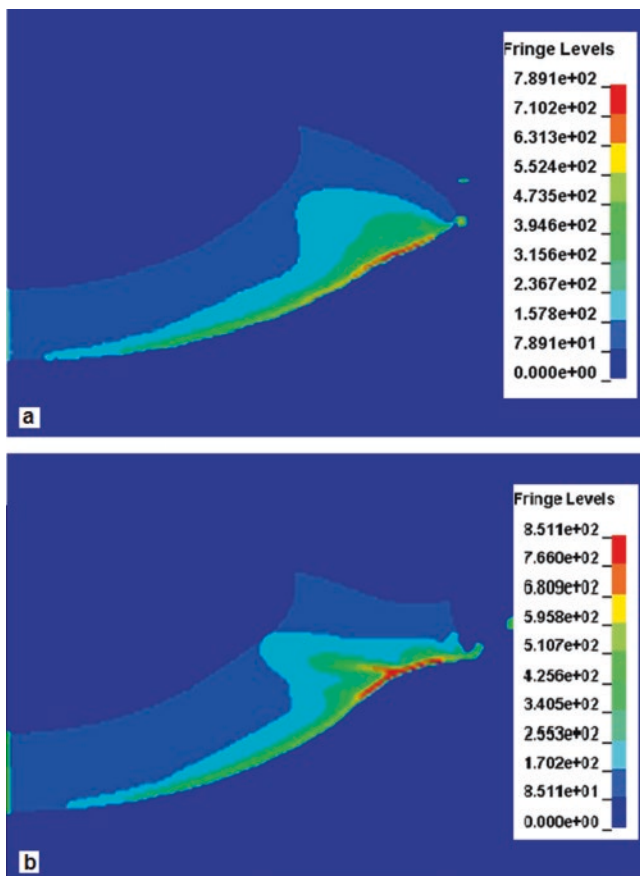 Fringe Levels
7.891e+02
7.102e+02
6.313e+02
5.524e+02
4.735e+02
3.946e+02
3.156e+02
2.367e+02
1.578e+02
7.891e+01
0.000e+00
a
Fringe Levels
8.511e+02
7.660e+02
6.809e+02
5.958e+02
5.107e+02
4.256e+02
3.405e+02
2.553e+02
1.702e+02
8.511e+01
0.000e+00
b